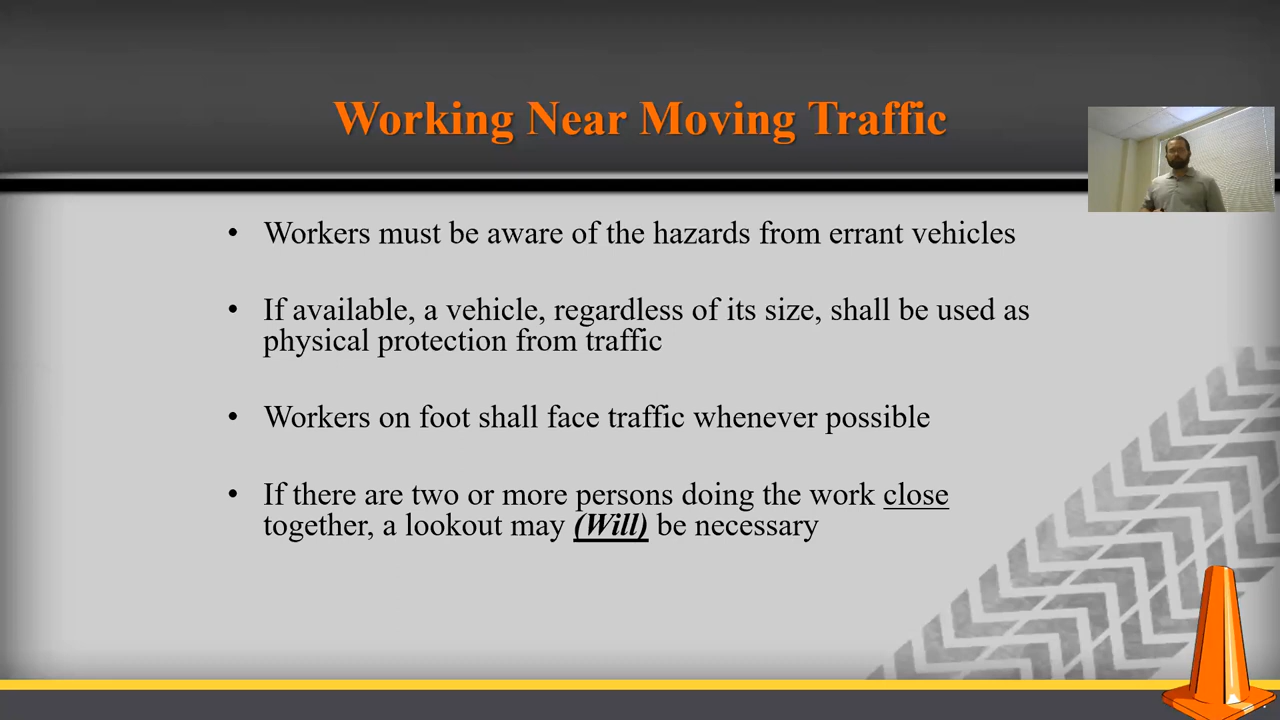 Working Near Moving Traffic
• Workers must be aware of the hazards from errant vehicles
• If available, a vehicle, regardless of its size, shall be used as
physical protection from traffic
• Workers on foot shall face traffic whenever possible
• If there are two or more persons doing the work close
together, a lookout may (Will) be necessary